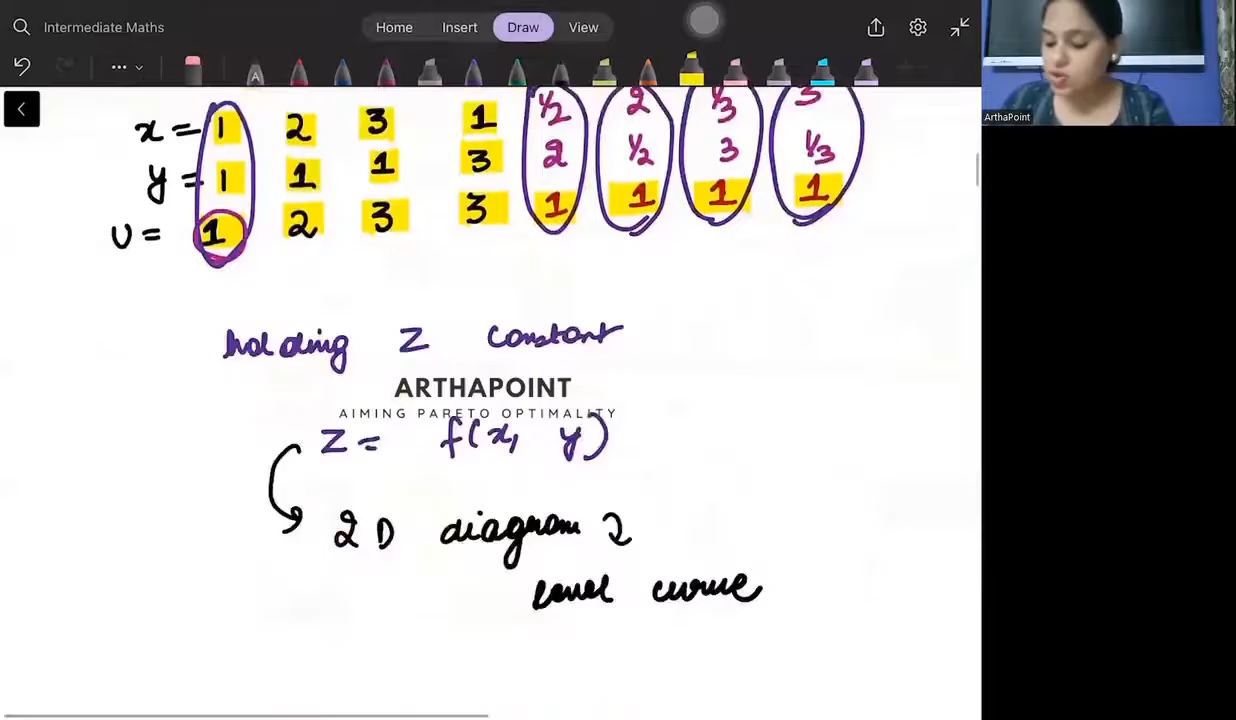 Intermediate Maths
Home Insert Draw View
A
ArthaPoint
x = 1 2 3 1 1/2 2 1/3 3
y = 1 1 1 3 2 1/2 3 1/3
U = 1 2 3 3 1 1 1 1
holding Z constant
ARTHAPOINT
AIMING PARETO OPTIMALITY
Z = f(x, y)
2D diagram 2
level curve